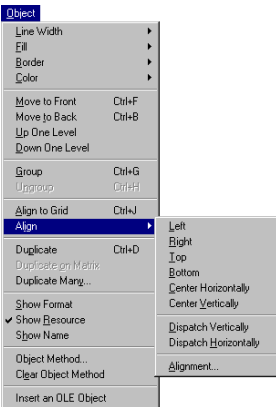 Object
Line Width
Fill
Border
Color
Move to Front Ctrl+F
Move to Back Ctrl+B
Up One Level
Down One Level
Group Ctrl+G
Ungroup Ctrl+H
Align to Grid Ctrl+J
Align
Duplicate Ctrl+D
Duplicate on Matrix
Duplicate Many...
Show Format
Show Resource
Show Name
Object Method...
Clear Object Method
Insert an OLE Object
Left
Right
Top
Bottom
Center Horizontally
Center Vertically
Dispatch Vertically
Dispatch Horizontally
Alignment...